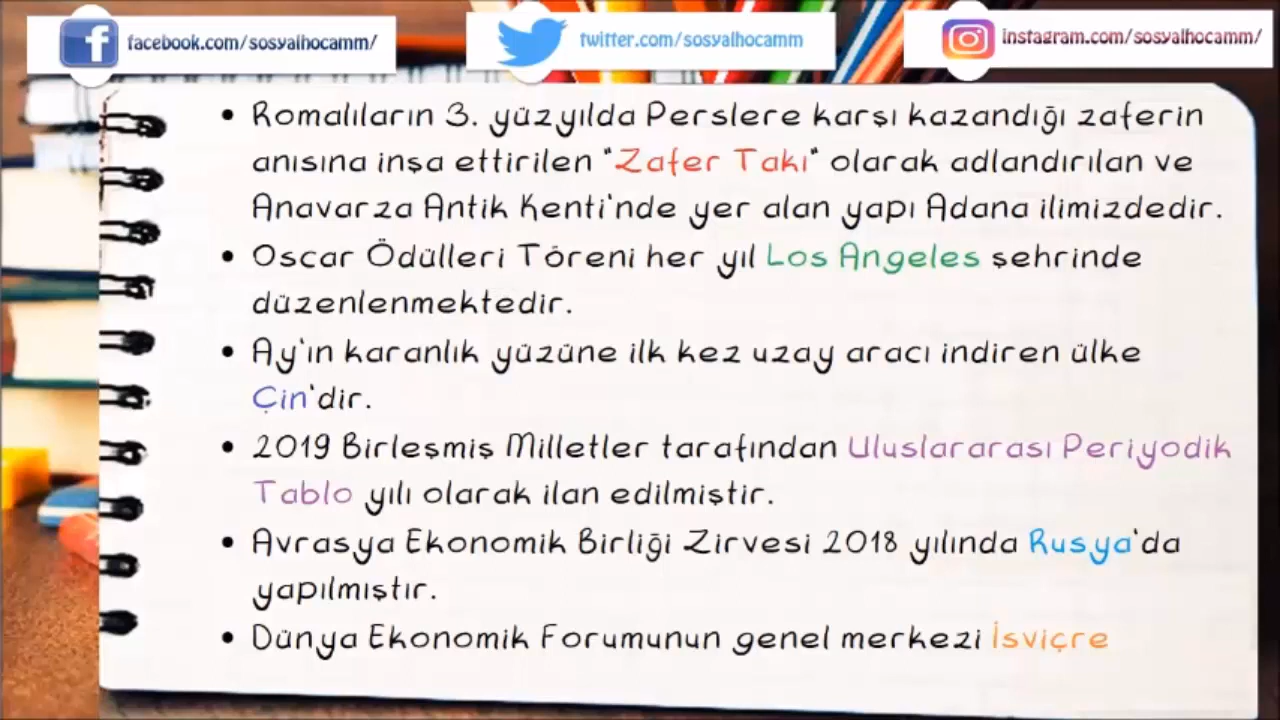 facebook.com/sosyalhocamm/
twitter.com/sosyalhocamm
instagram.com/sosyalhocamm/
• Romalıların 3. yüzyılda Perslere karşı kazandığı zaferin
anısına inşa ettirilen "Zafer Takı" olarak adlandırılan ve
Anavarza Antik Kenti'nde yer alan yapı Adana ilimizdedir.
• Oscar Ödülleri Töreni her yıl Los Angeles şehrinde
düzenlenmektedir.
• Ay'ın karanlık yüzüne ilk kez uzay aracı indiren ülke
Çin'dir.
• 2019 Birleşmiş Milletler tarafından Uluslararası Periyodik
Tablo yılı olarak ilan edilmiştir.
• Avrasya Ekonomik Birliği Zirvesi 2018 yılında Rusya'da
yapılmıştır.
• Dünya Ekonomik Forumunun genel merkezi İsviçre